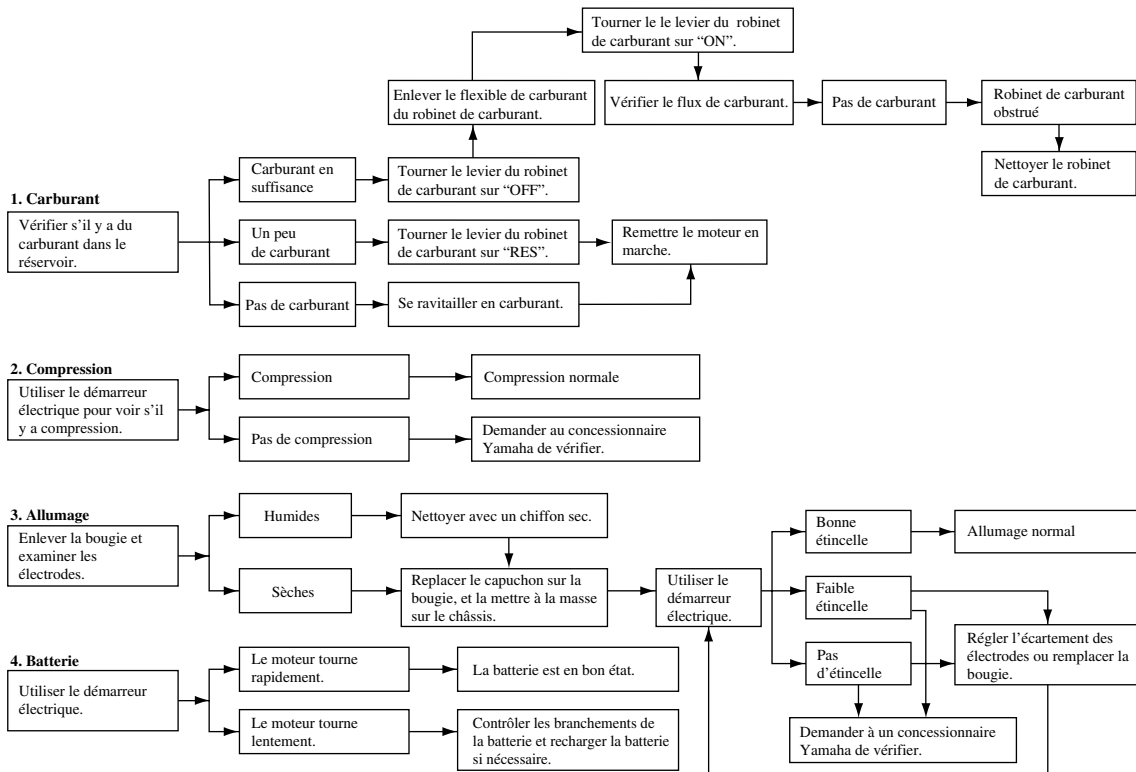 Tourner le le levier du robinet
de carburant sur “ON”.
Enlever le flexible de carburant
du robinet de carburant.
Vérifier le flux de carburant.
Pas de carburant
Robinet de carburant
obstrué
Nettoyer le robinet
de carburant.
1. Carburant
Vérifier s’il y a du
carburant dans le
réservoir.
Carburant en
suffisance
Tourner le levier du robinet
de carburant sur “OFF”.
Un peu
de carburant
Tourner le levier du robinet
de carburant sur “RES”.
Remettre le moteur en
marche.
Pas de carburant
Se ravitailler en carburant.
2. Compression
Utiliser le démarreur
électrique pour voir s’il
y a compression.
Compression
Compression normale
Pas de compression
Demander au concessionnaire
Yamaha de vérifier.
3. Allumage
Enlever la bougie et
examiner les
électrodes.
Humides
Nettoyer avec un chiffon sec.
Sèches
Replacer le capuchon sur la
bougie, et la mettre à la masse
sur le châssis.
Utiliser le
démarreur
électrique.
Bonne
étincelle
Allumage normal
Faible
étincelle
Pas
d’étincelle
Régler l’écartement des
électrodes ou remplacer la
bougie.
Demander à un concessionnaire
Yamaha de vérifier.
4. Batterie
Utiliser le démarreur
électrique.
Le moteur tourne
rapidement.
La batterie est en bon état.
Le moteur tourne
lentement.
Contrôler les branchements de
la batterie et recharger la batterie
si nécessaire.